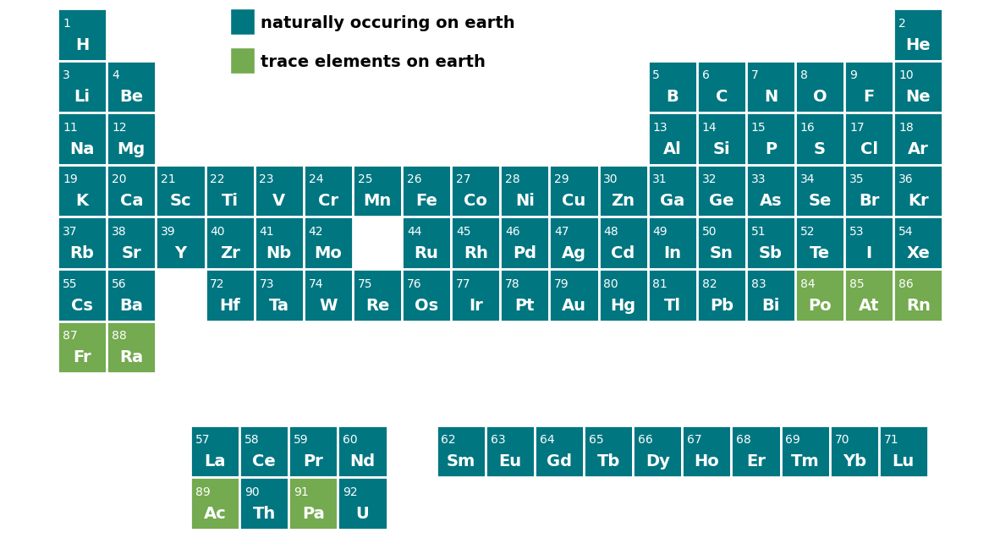 naturally occuring on earth
trace elements on earth
1 2
H He
3 4 5 6 7 8 9 10
Li Be B C N O F Ne
11 12 13 14 15 16 17 18
Na Mg Al Si P S Cl Ar
19 20 21 22 23 24 25 26 27 28 29 30 31 32 33 34 35 36
K Ca Sc Ti V Cr Mn Fe Co Ni Cu Zn Ga Ge As Se Br Kr
37 38 39 40 41 42 44 45 46 47 48 49 50 51 52 53 54
Rb Sr Y Zr Nb Mo Ru Rh Pd Ag Cd In Sn Sb Te I Xe
55 56 72 73 74 75 76 77 78 79 80 81 82 83 84 85 86
Cs Ba Hf Ta W Re Os Ir Pt Au Hg Tl Pb Bi Po At Rn
87 88
Fr Ra
57 58 59 60 62 63 64 65 66 67 68 69 70 71
La Ce Pr Nd Sm Eu Gd Tb Dy Ho Er Tm Yb Lu
89 90 91 92
Ac Th Pa U